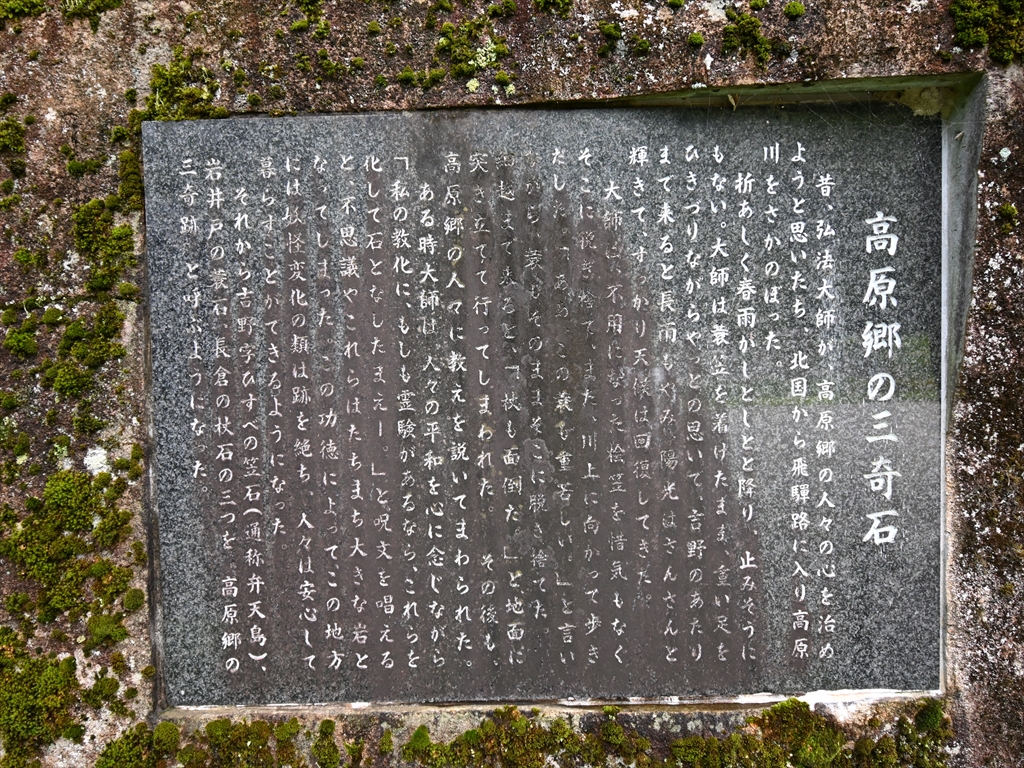 高原郷の三奇石
昔、弘法大師が、高原郷の人々の心を治め
ようと思いたち、北国から飛騨路に入り高原
川をさかのぼった。
折あしく春雨がしとしとと降り 止みそうに
もない。大師は蓑笠を着けたまま、重い足を
ひきづりながらやっとの思いで、吉野のあたり
まで来ると長雨も 陽光はさんさんと
輝きて、すっかり天候は回復してきた。
大師は、不用になった桧笠を惜気もなく
そこに脱ぎ捨て、また、川上に向かって歩き
だした。「ああ、この蓑も重苦しい」と言い
ながら、蓑もそのままそこに脱ぎ捨てた。
越まで来ると、「杖も面倒だ。」と地面に
突き立てて行ってしまわれた。 その後も、
高原郷の人々に教えを説いてまわられた。
ある時大師は 人々の平和を心に念じながら
「私の教化に、もしも霊験があるなら、これらを
化して石となしたまえー。」と呪文を唱える
と、不思議やこれらはたちまち大きな岩と
なってしまった。この功徳によって、この地方
には妖怪変化の類は跡を絶ち、人々は安心して
暮らすことができるようになった。
それから吉野 字ひすべの笠石(通称弁天島)、
岩井戸の蓑石、長倉の杖石の三つを、高原郷の
三奇跡 と呼ぶようになった。